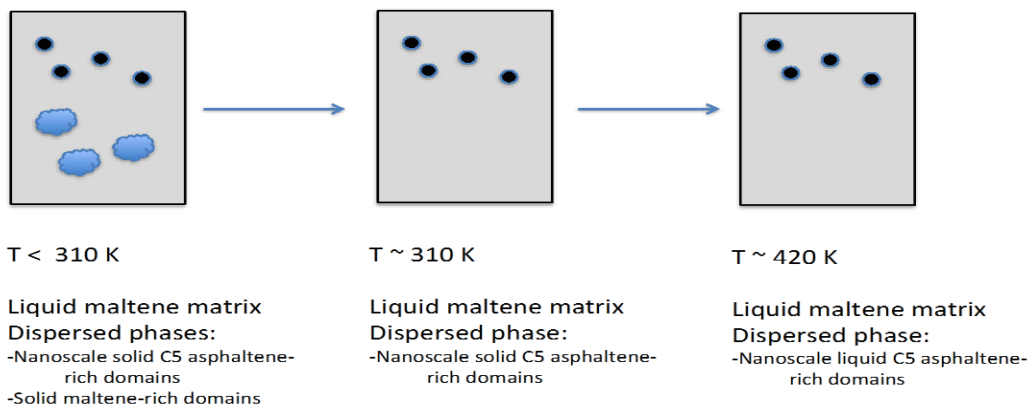 T < 310 K
Liquid maltene matrix
Dispersed phases:
-Nanoscale solid C5 asphaltene-
rich domains
-Solid maltene-rich domains
T ~ 310 K
Liquid maltene matrix
Dispersed phase:
-Nanoscale solid C5 asphaltene-
rich domains
T ~ 420 K
Liquid maltene matrix
Dispersed phase:
-Nanoscale liquid C5 asphaltene-
rich domains